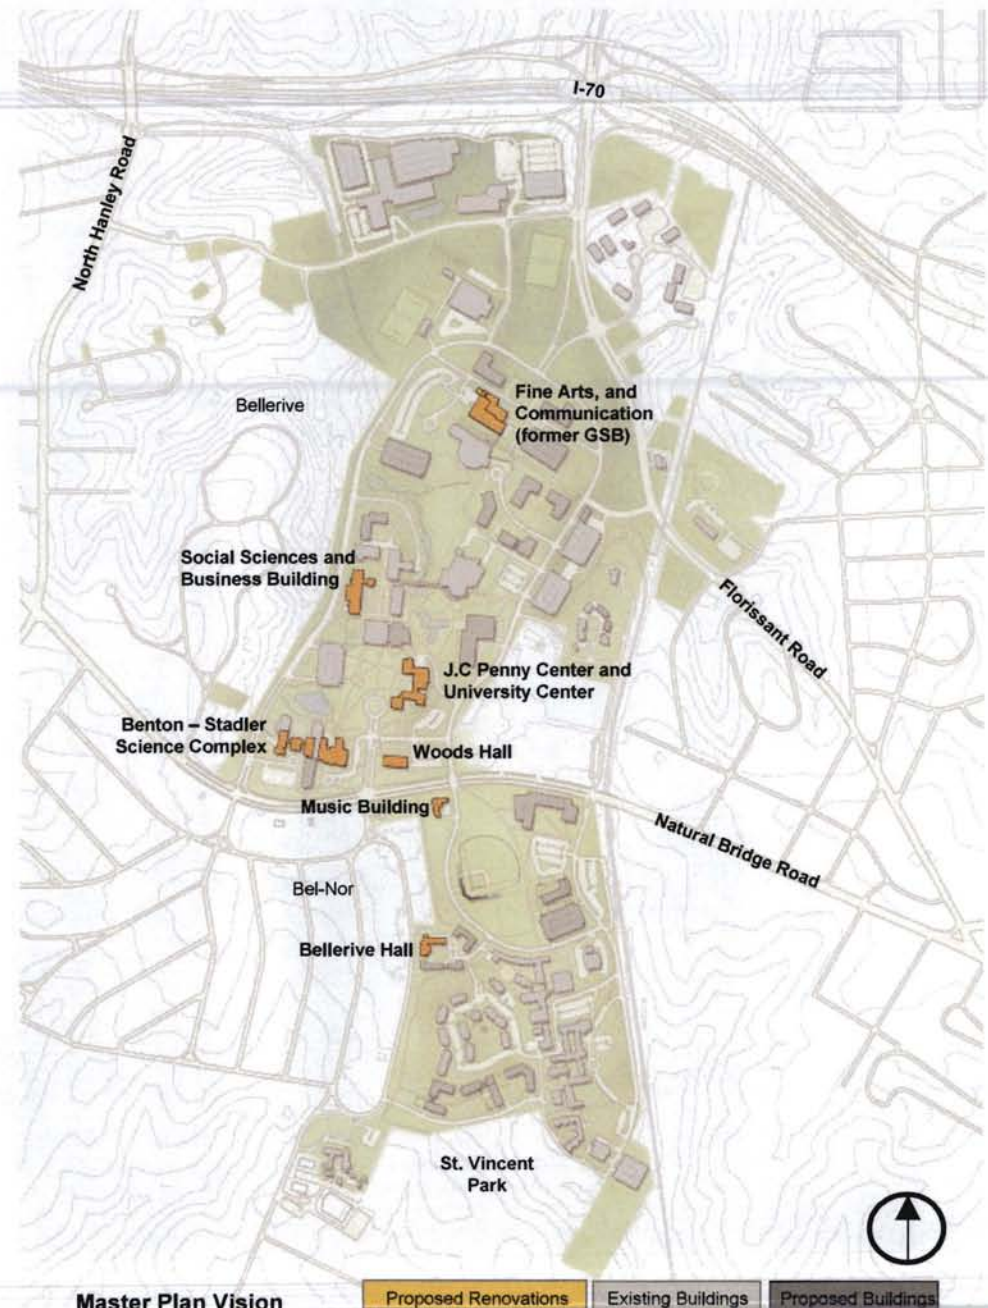 I-70
North Hanley Road
Fine Arts, and
Communication
(former GSB)
Bellerive
Social Sciences and
Business Building
Florissant Road
J.C Penny Center and
University Center
Benton – Stadler
Science Complex
Woods Hall
Music Building
Natural Bridge Road
Bel-Nor
Bellerive Hall
St. Vincent
Park
Master Plan Vision
Proposed Renovations
Existing Buildings
Proposed Buildings